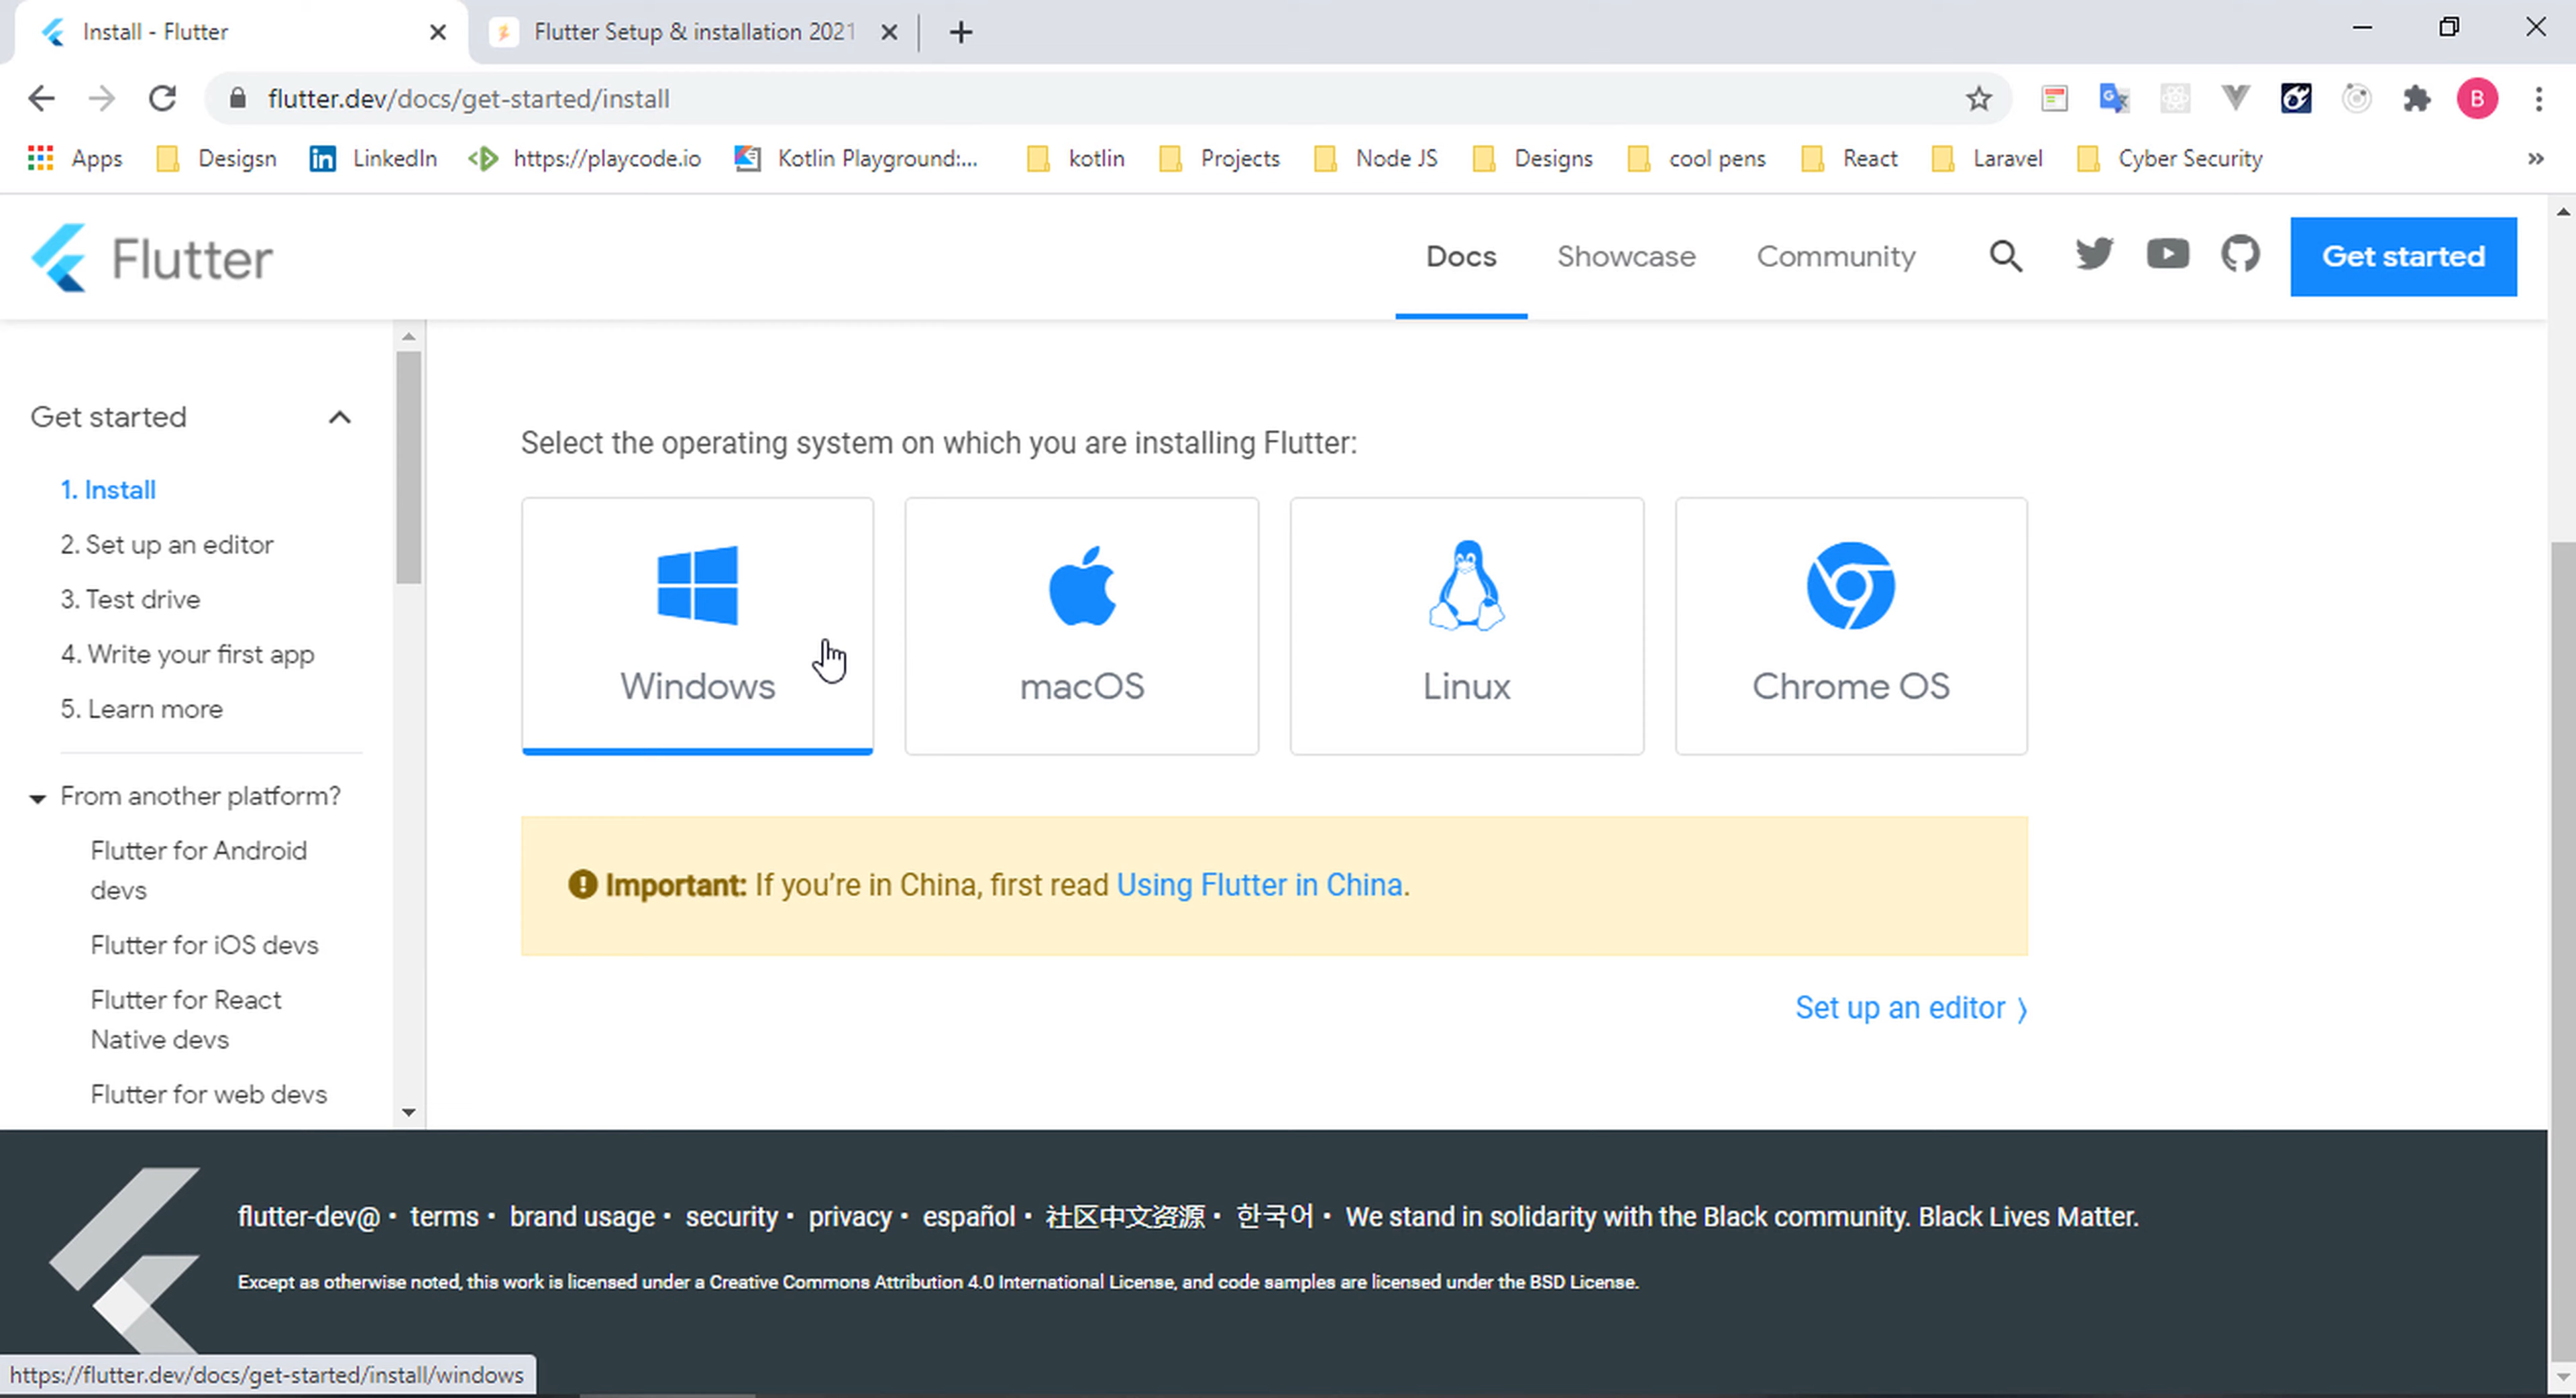 Install - Flutter
Flutter Setup & installation 2021
flutter.dev/docs/get-started/install
B
Apps Desigsn LinkedIn https://playcode.io Kotlin Playground:... kotlin Projects Node JS Designs cool pens React Laravel Cyber Security »
Flutter
Docs Showcase Community Get started
Get started
1. Install
2. Set up an editor
3. Test drive
4. Write your first app
5. Learn more
From another platform?
Flutter for Android
devs
Flutter for iOS devs
Flutter for React
Native devs
Flutter for web devs
Select the operating system on which you are installing Flutter:
Windows macOS Linux Chrome OS
Important: If you’re in China, first read Using Flutter in China.
Set up an editor ⟩
flutter-dev@ • terms • brand usage • security • privacy • español • 社区中文资源 • 한국어 • We stand in solidarity with the Black community. Black Lives Matter.
Except as otherwise noted, this work is licensed under a Creative Commons Attribution 4.0 International License, and code samples are licensed under the BSD License.
https://flutter.dev/docs/get-started/install/windows